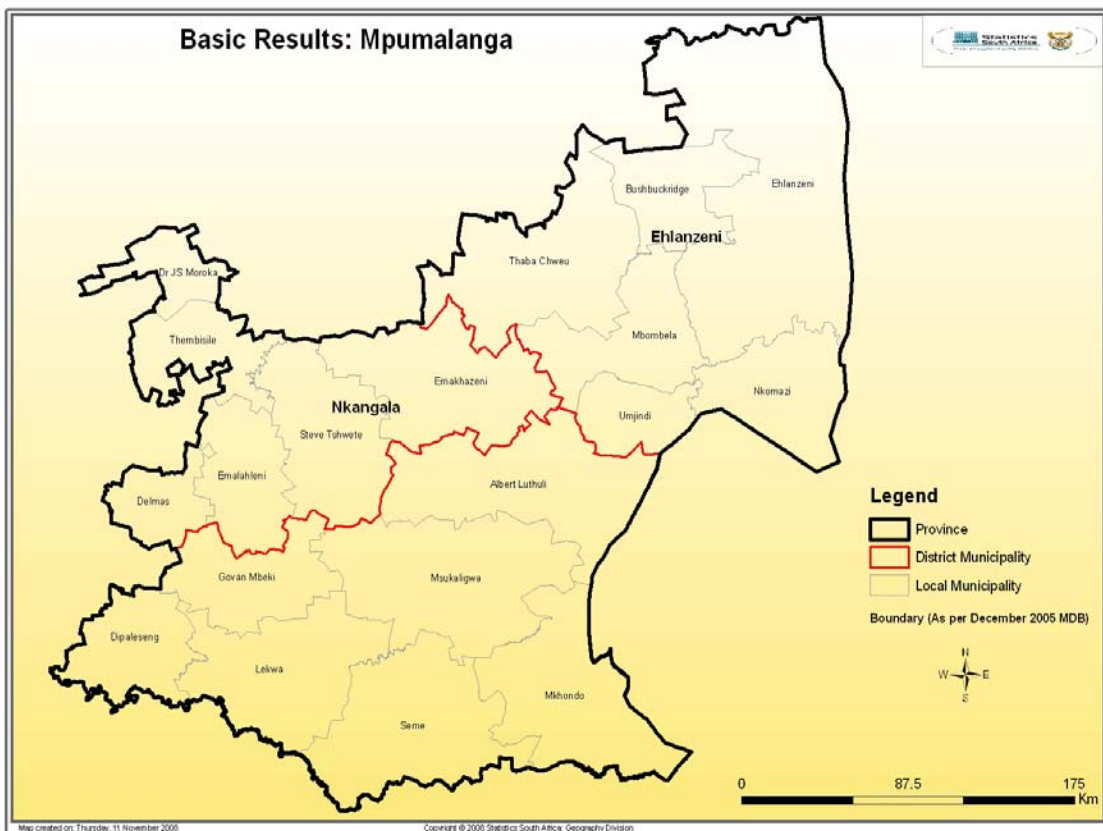 Basic Results: Mpumalanga
Statistics
South Africa
Bushbuckridge
Ehlanzeni
Ehlanzeni
Thaba Chweu
Dr JS Moroka
Thembisile
Mbombela
Emakhazeni
Nkomazi
Nkangala
Umjindi
Steve Tshwete
Emalahleni
Albert Luthuli
Delmas
Govan Mbeki
Msukaligwa
Dipaleseng
Lekwa
Mkhondo
Seme
Legend
Province
District Municipality
Local Municipality
Boundary (As per December 2005 MDB)
N
W E
S
0 87.5 175
Km
Map created on: Thursday, 11 November 2008
Copyright © 2008 Statistics South Africa: Geography Division